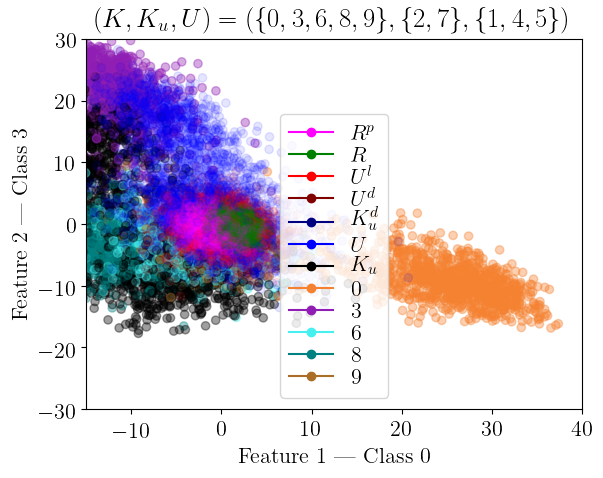 (K, K_u, U) = ({0, 3, 6, 8, 9}, {2, 7}, {1, 4, 5})
30
20
10
0
−10
−20
−30
Feature 2 — Class 3
R^p
R
U^l
U^d
K_u^d
U
K_u
0
3
6
8
9
−10
0
10
20
30
40
Feature 1 — Class 0